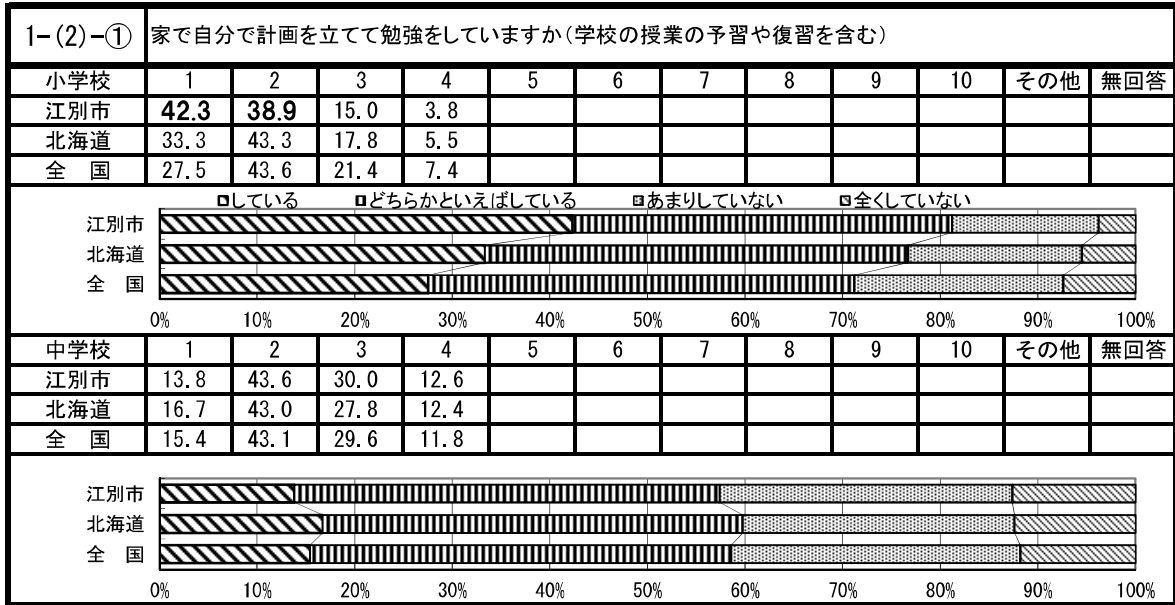 1-(2)-① 家で自分で計画を立てて勉強をしていますか(学校の授業の予習や復習を含む)
小学校 1 2 3 4 5 6 7 8 9 10 その他 無回答
江別市 42.3 38.9 15.0 3.8
北海道 33.3 43.3 17.8 5.5
全 国 27.5 43.6 21.4 7.4
している どちらかといえばしている あまりしていない 全くしていない
江別市
北海道
全 国
0% 10% 20% 30% 40% 50% 60% 70% 80% 90% 100%
中学校 1 2 3 4 5 6 7 8 9 10 その他 無回答
江別市 13.8 43.6 30.0 12.6
北海道 16.7 43.0 27.8 12.4
全 国 15.4 43.1 29.6 11.8
江別市
北海道
全 国
0% 10% 20% 30% 40% 50% 60% 70% 80% 90% 100%